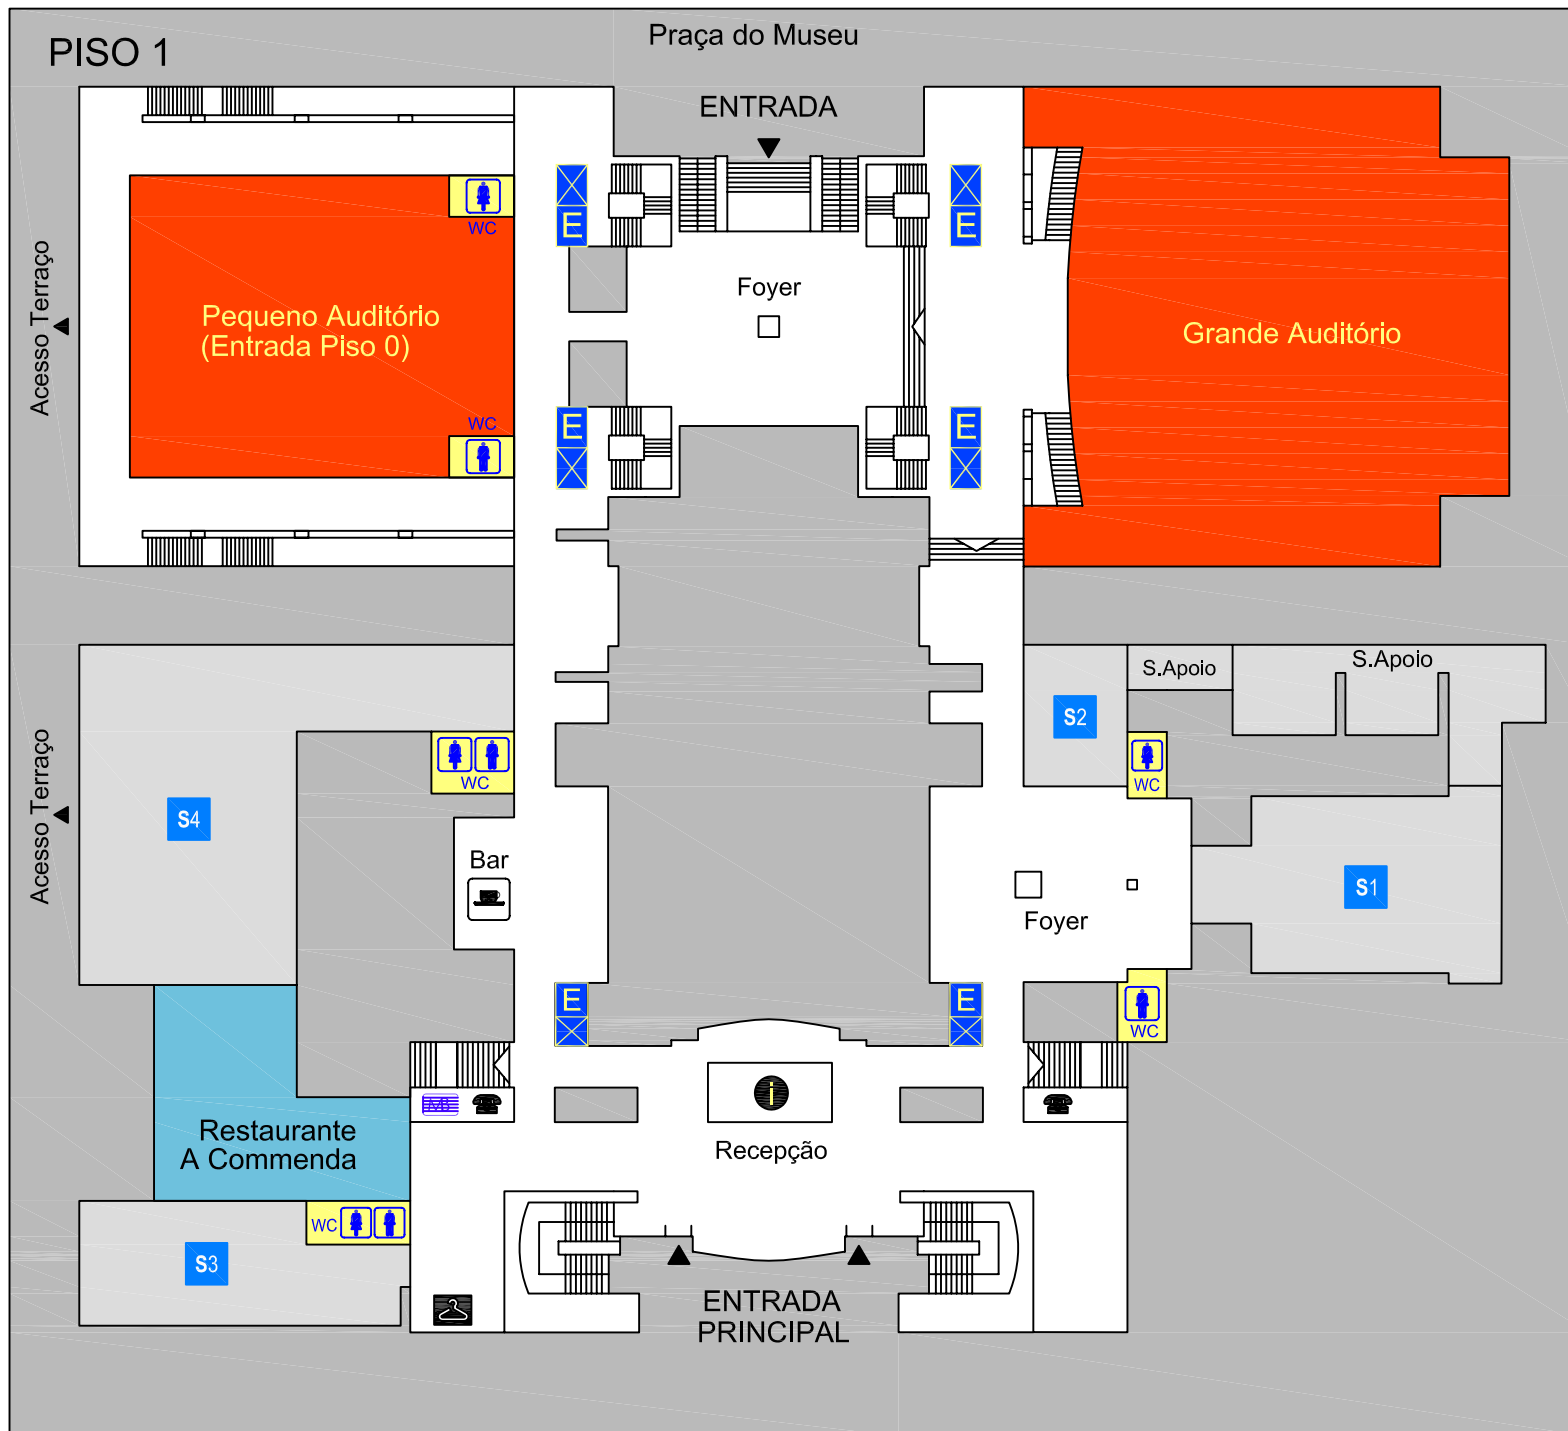 Praça do Museu
PISO 1
ENTRADA
WC
E
E
Acesso Terraço
Foyer
Pequeno Auditório
(Entrada Piso 0)
Grande Auditório
WC
E
E
S.Apoio
S.Apoio
S2
Acesso Terraço
WC
WC
S4
Bar
S1
Foyer
E
E
WC
MB
i
Restaurante
A Commenda
Recepção
WC
S3
ENTRADA
PRINCIPAL